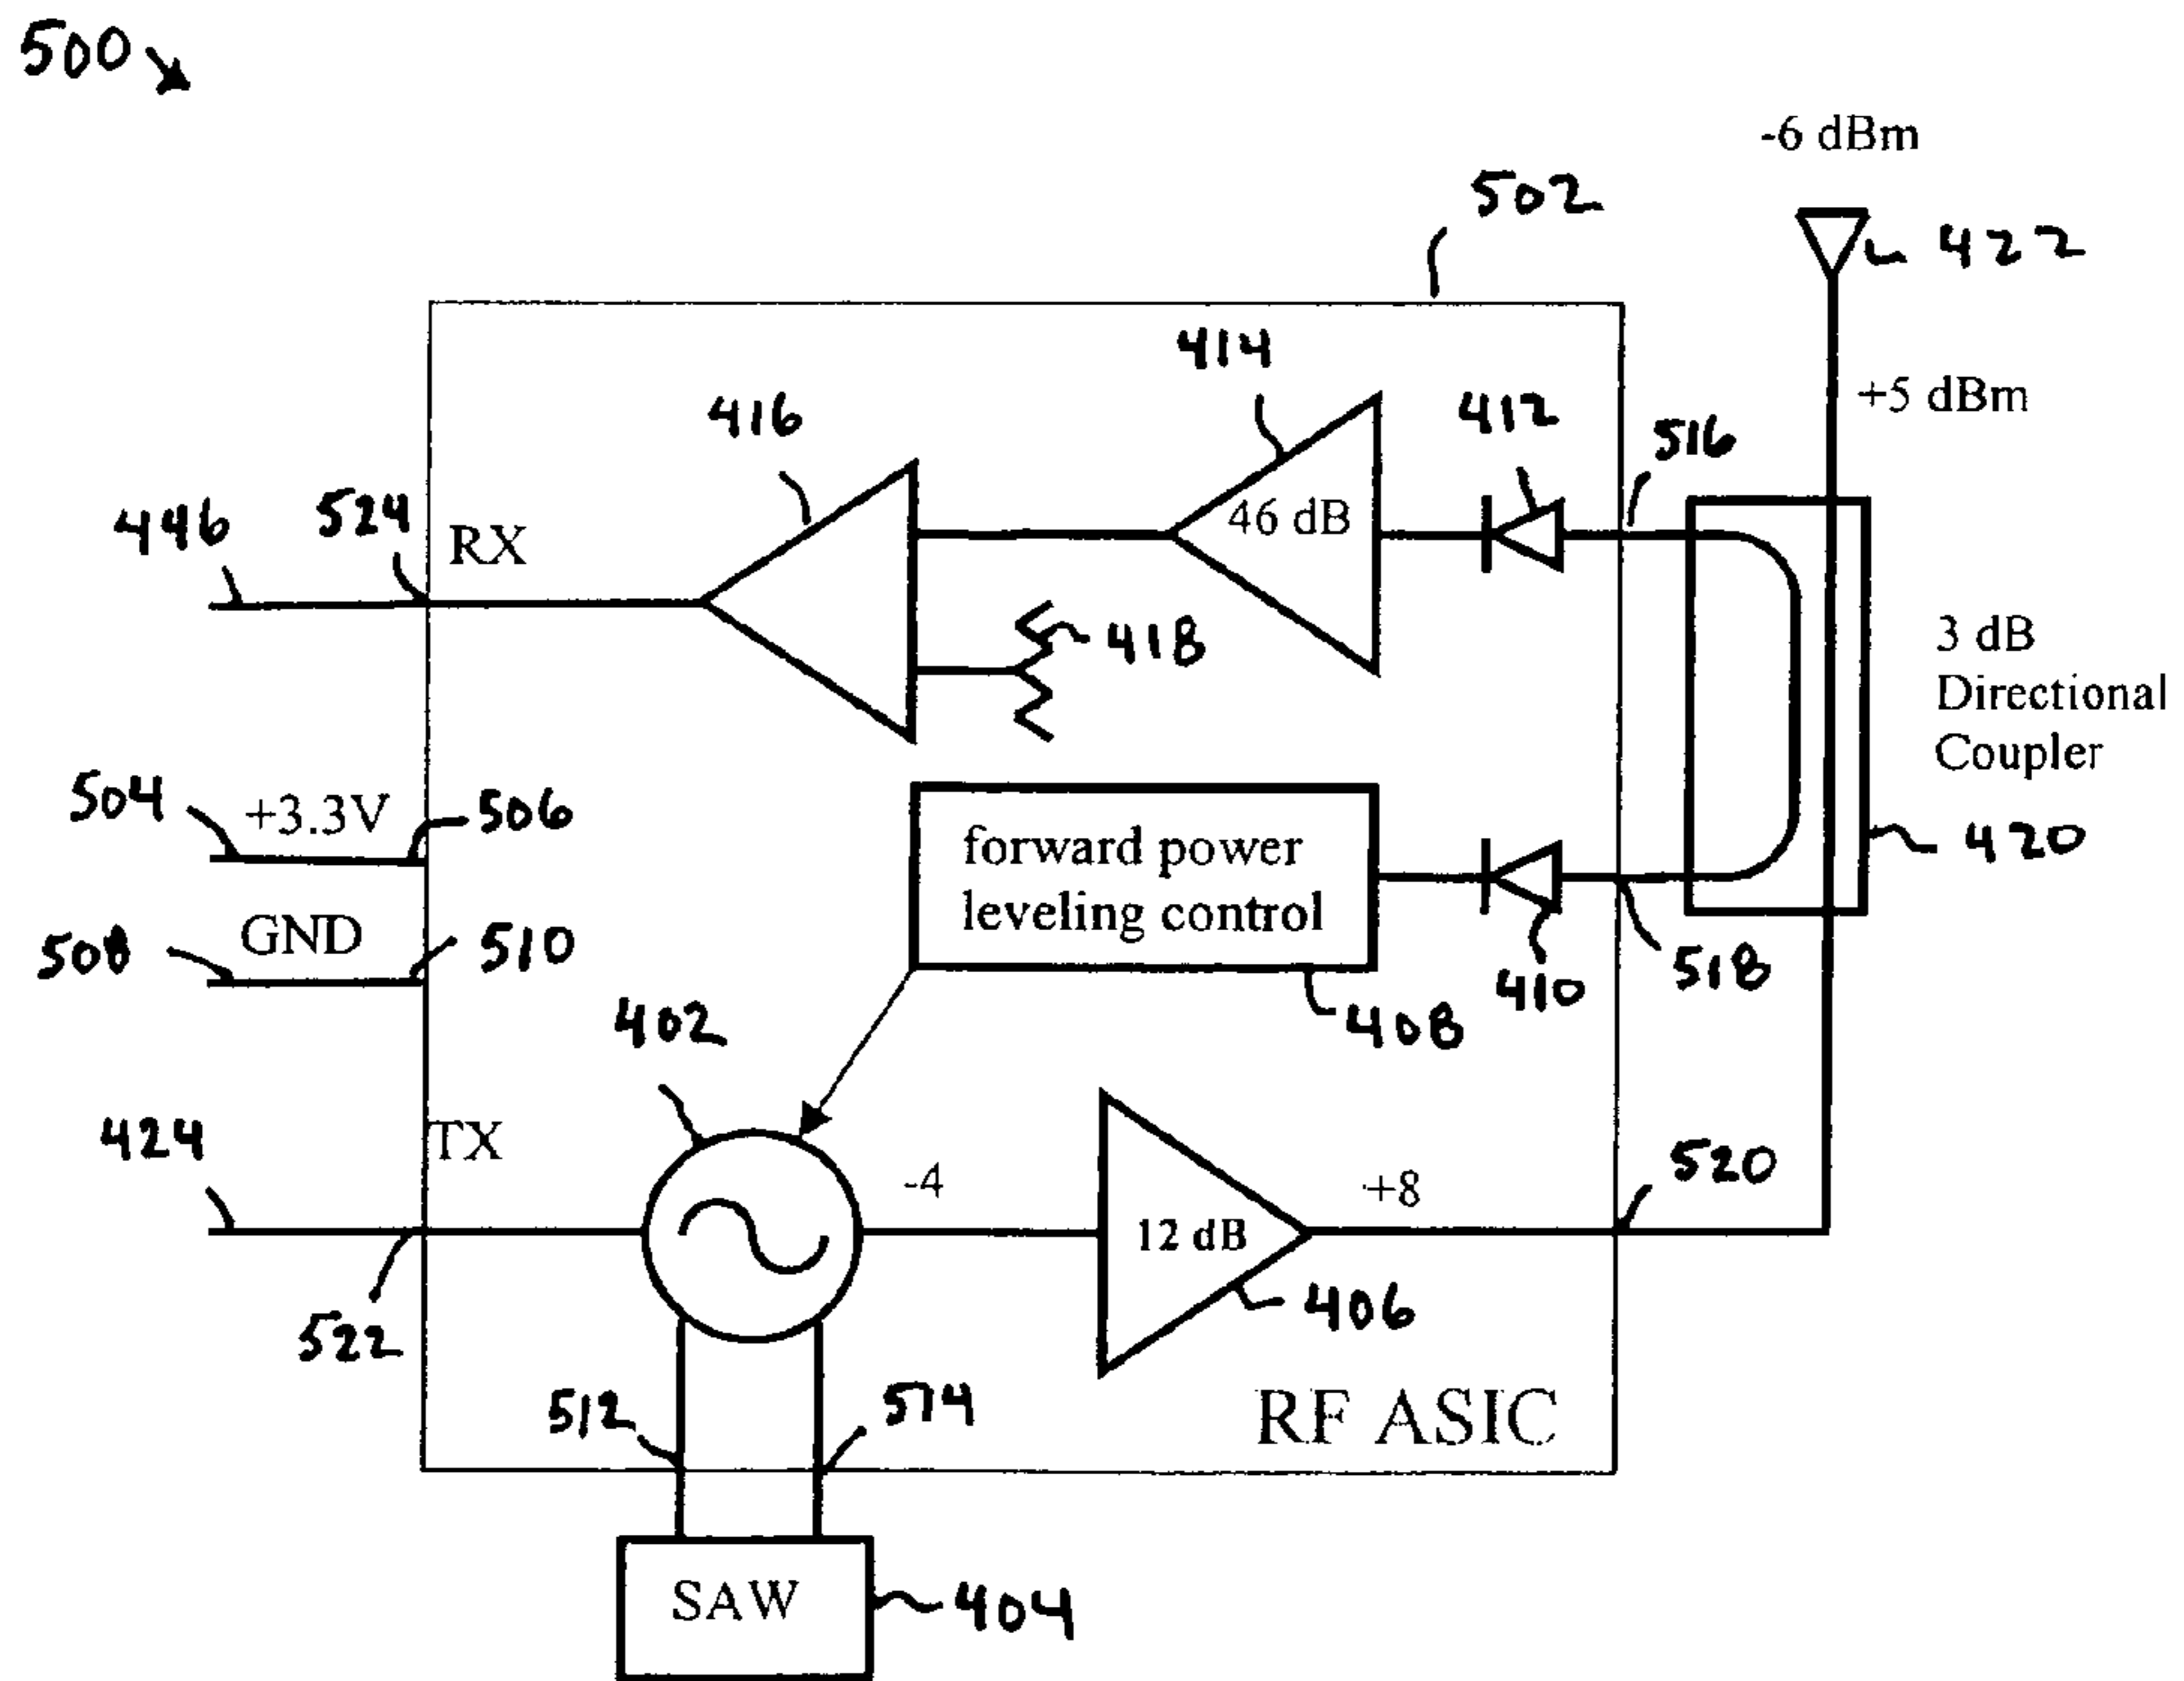 500
-6 dBm
502
422
414
+5 dBm
412
416
516
46 dB
524
446
RX
418
3 dB
Directional
Coupler
504
+3.3V
506
forward power
leveling control
420
GND
508
510
518
410
402
408
424
TX
520
-4
+8
12 dB
406
522
512
514
RF ASIC
SAW
404